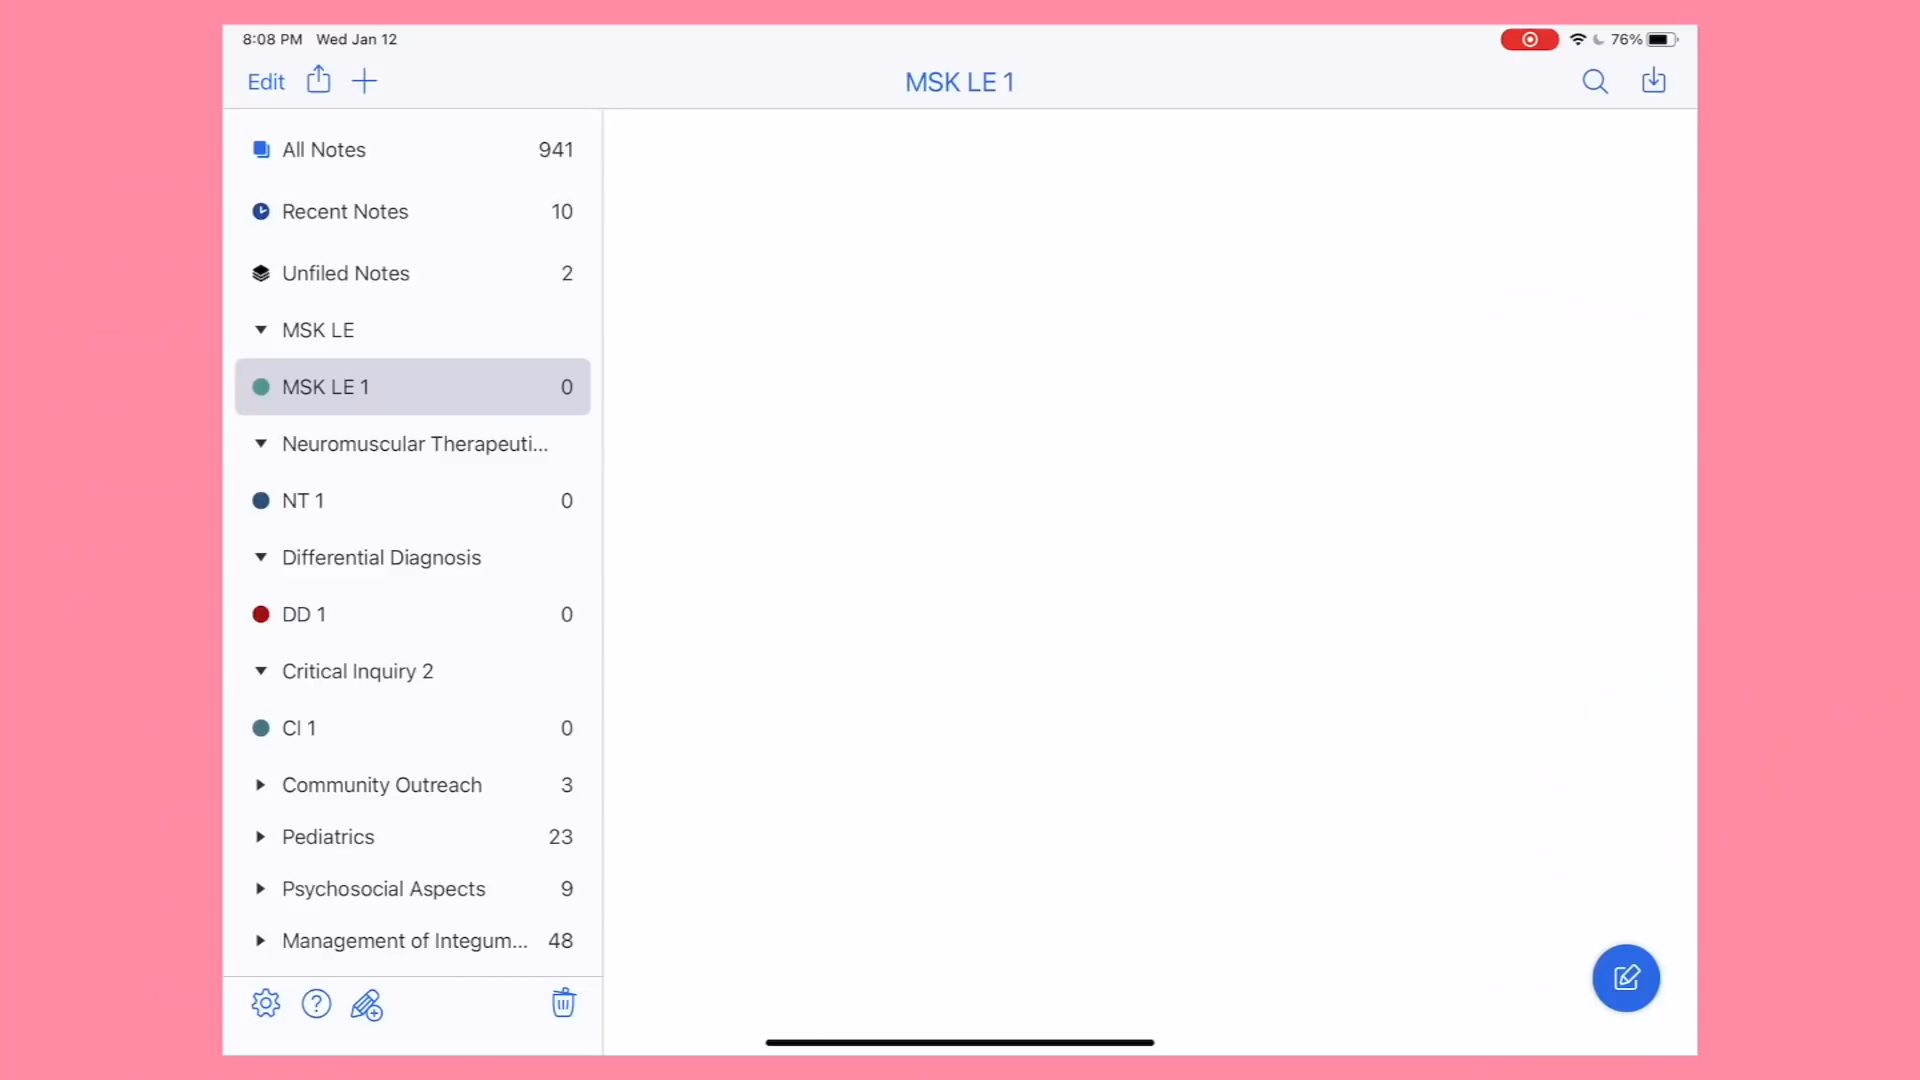 8:08 PM Wed Jan 12
76%
Edit
MSK LE 1
All Notes 941
Recent Notes 10
Unfiled Notes 2
MSK LE
MSK LE 1 0
Neuromuscular Therapeuti...
NT 1 0
Differential Diagnosis
DD 1 0
Critical Inquiry 2
CI 1 0
Community Outreach 3
Pediatrics 23
Psychosocial Aspects 9
Management of Integum... 48